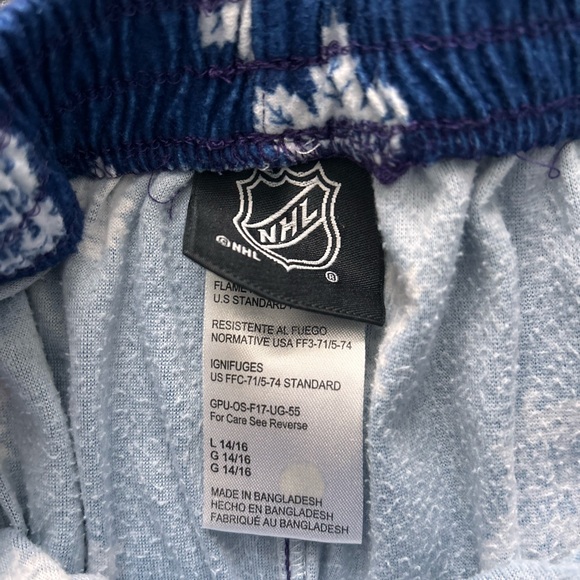 NHL
© NHL ®
FLAME
U.S STANDARD
RESISTENTE AL FUEGO
NORMATIVE USA FF3-71/5-74
IGNIFUGES
US FFC-71/5-74 STANDARD
GPU-OS-F17-UG-55
For Care See Reverse
L 14/16
G 14/16
G 14/16
MADE IN BANGLADESH
HECHO EN BANGLADESH
FABRIQUÉ AU BANGLADESH